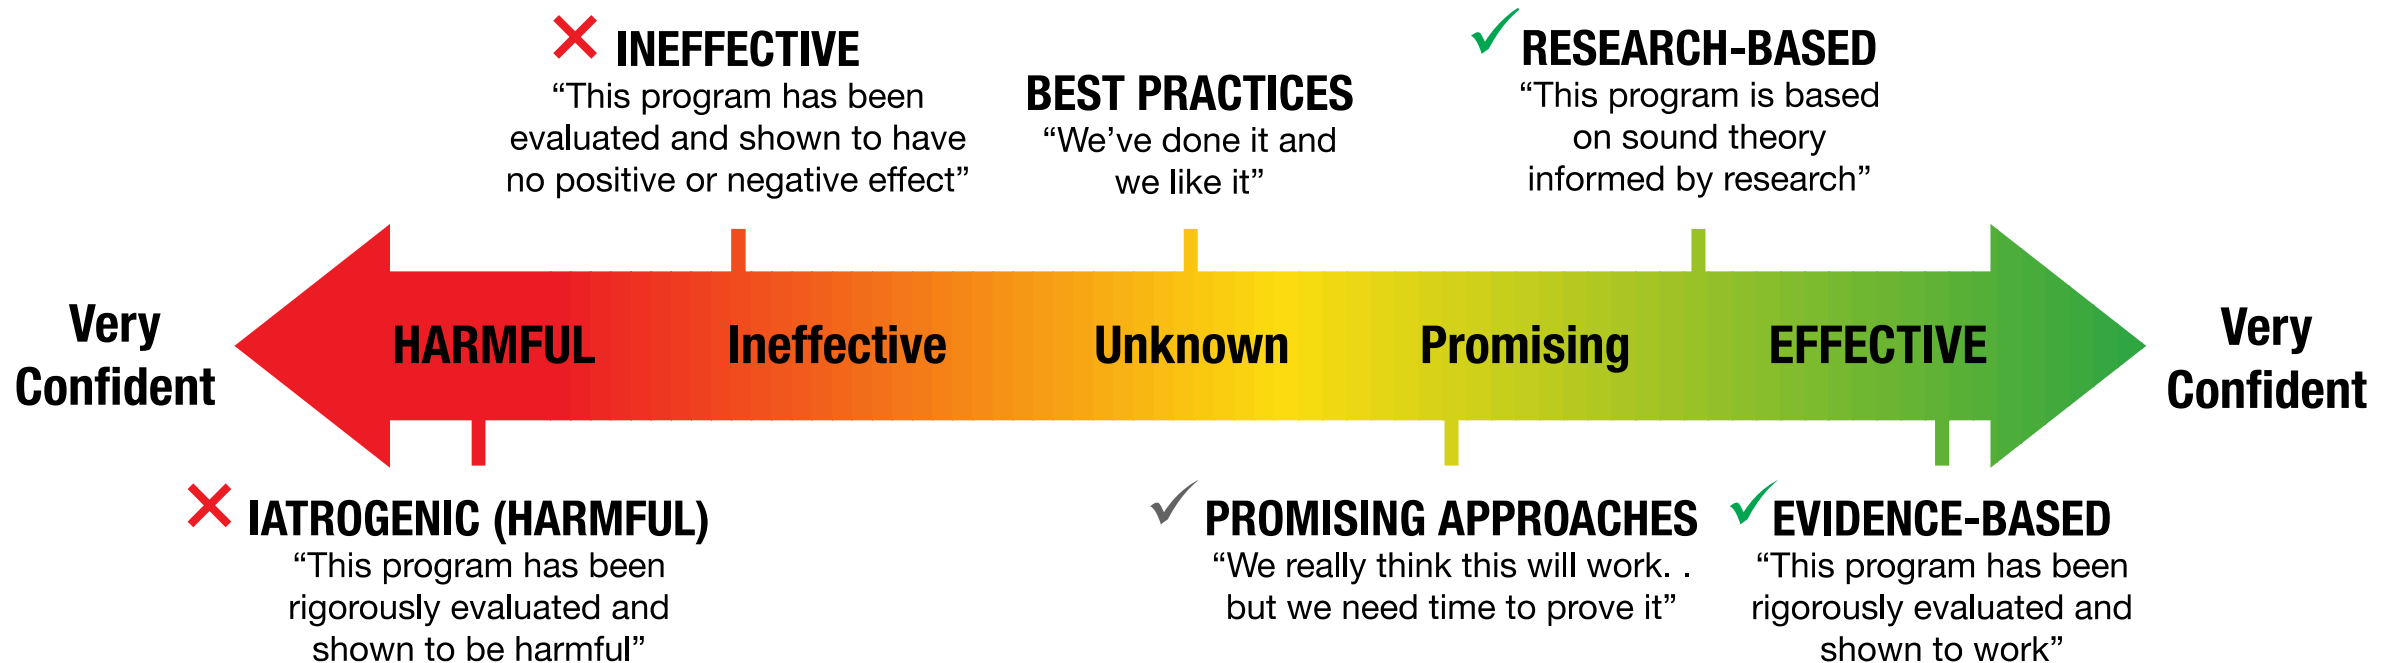 INEFFECTIVE
“This program has been
evaluated and shown to have
no positive or negative effect”
BEST PRACTICES
“We’ve done it and
we like it”
RESEARCH-BASED
“This program is based
on sound theory
informed by research”
Very
Confident
HARMFUL
Ineffective
Unknown
Promising
EFFECTIVE
Very
Confident
IATROGENIC (HARMFUL)
“This program has been
rigorously evaluated and
shown to be harmful”
PROMISING APPROACHES
“We really think this will work. .
but we need time to prove it”
EVIDENCE-BASED
“This program has been
rigorously evaluated and
shown to work”